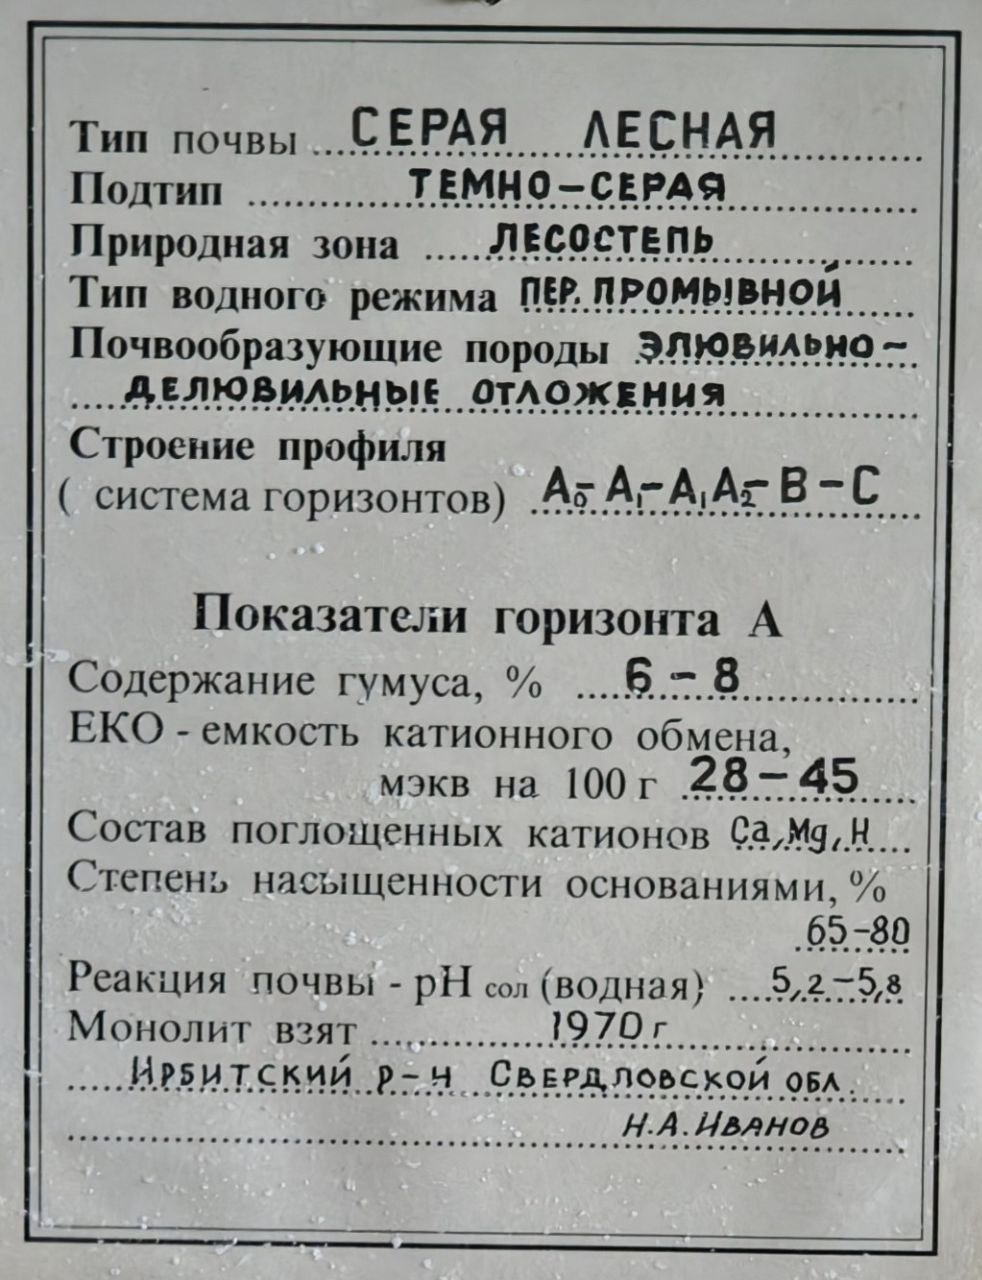 Тип почвы ... СЕРАЯ ЛЕСНАЯ
Подтип ... ТЕМНО-СЕРАЯ
Природная зона ... ЛЕСОСТЕПЬ
Тип водного режима ПЕР. ПРОМЫВНОЙ
Почвообразующие породы ЭЛЮВИЛЬНО-
ДЕЛЮВИЛЬНЫЕ ОТЛОЖЕНИЯ
Строение профиля
( система горизонтов) A₀-A₁-A₁A₂-B-C
Показатели горизонта А
Содержание гумуса, % ... 6-8
ЕКО - емкость катионного обмена,
мэкв на 100 г 28-45
Состав поглощенных катионов Ca, Mg, H
Степень насыщенности основаниями, %
65-80
Реакция почвы - pH сол (водная) ... 5,2-5,8
Монолит взят ... 1970 г
Ирбитский р-н Свердловской обл.
Н.А.Иванов